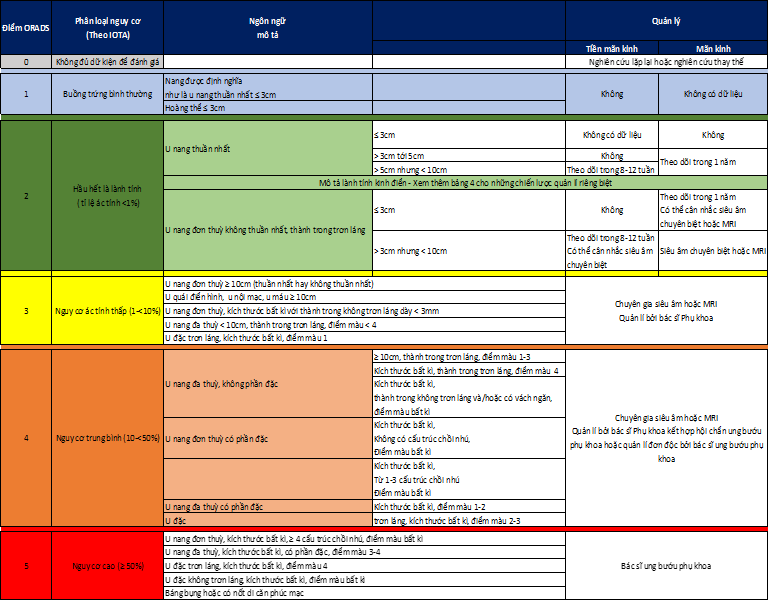 Điểm ORADS
Phân loại nguy cơ
(Theo IOTA)
Ngôn ngữ
mô tả
Quản lý
Tiền mãn kinh
Mãn kinh
0
Không đủ dữ kiện để đánh giá
Nghiên cứu lặp lại hoặc nghiên cứu thay thế
1
Buồng trứng bình thường
Nang được định nghĩa
như là u nang thuần nhất ≤ 3cm
Hoàng thể ≤ 3cm
Không
Không có dữ liệu
2
Hầu hết là lành tính
( tỉ lệ ác tính <1%)
U nang thuần nhất
≤ 3cm
Không có dữ liệu
Không
> 3cm tới 5cm
Không
Theo dõi trong 1 năm
> 5cm nhưng < 10cm
Theo dõi trong 8-12 tuần
Mô tả lành tính kinh điển - Xem thêm bảng 4 cho những chiến lược quản lí riêng biệt
U nang đơn thuỳ không thuần nhất, thành trong trơn láng
≤ 3cm
Không
Theo dõi trong 1 năm
Có thể cân nhắc siêu âm
chuyên biệt hoặc MRI
> 3cm nhưng < 10cm
Theo dõi trong 8-12 tuần
Có thể cân nhắc siêu âm
chuyên biệt
Siêu âm chuyên biệt hoặc MRI
3
Nguy cơ ác tính thấp (1-<10%)
U nang đơn thuỳ ≥ 10cm (thuần nhất hay không thuần nhất)
U quái điển hình, u nội mạc, u máu ≥ 10cm
U nang đơn thuỳ, kích thước bất kì với thành trong không trơn láng dày < 3mm
U nang đa thuỳ < 10cm, thành trong trơn láng, điểm màu < 4
U đặc trơn láng, kích thước bất kì, điểm màu 1
Chuyên gia siêu âm hoặc MRI
Quản lí bởi bác sĩ Phụ khoa
4
Nguy cơ trung bình (10-<50%)
U nang đa thuỳ, không phần đặc
≥ 10cm, thành trong trơn láng, điểm màu 1-3
Kích thước bất kì, thành trong trơn láng, điểm màu 4
Kích thước bất kì,
thành trong không trơn láng và/hoặc có vách ngăn,
điểm màu bất kì
U nang đơn thuỳ có phần đặc
Kích thước bất kì,
Không có cấu trúc chồi nhú,
Điểm màu bất kì
Kích thước bất kì,
Từ 1-3 cấu trúc chồi nhú
Điểm màu bất kì
U nang đa thuỳ có phần đặc
Kích thước bất kì, điểm màu 1-2
U đặc
trơn láng, kích thước bất kì, điểm màu 2-3
Chuyên gia siêu âm hoặc MRI
Quản lí bởi bác sĩ Phụ khoa kết hợp hội chẩn ung bướu
phụ khoa hoặc quản lí đơn độc bởi bác sĩ ung bướu phụ
khoa
5
Nguy cơ cao (≥ 50%)
U nang đơn thuỳ, kích thước bất kì, ≥ 4 cấu trúc chồi nhú, điểm màu bất kì
U nang đa thuỳ, kích thước bất kì, có phần đặc, điểm màu 3-4
U đặc trơn láng, kích thước bất kì, điểm màu 4
U đặc không trơn láng, kích thước bất kì, điểm màu bất kì
Báng bụng hoặc có nốt di căn phúc mạc
Bác sĩ ung bướu phụ khoa